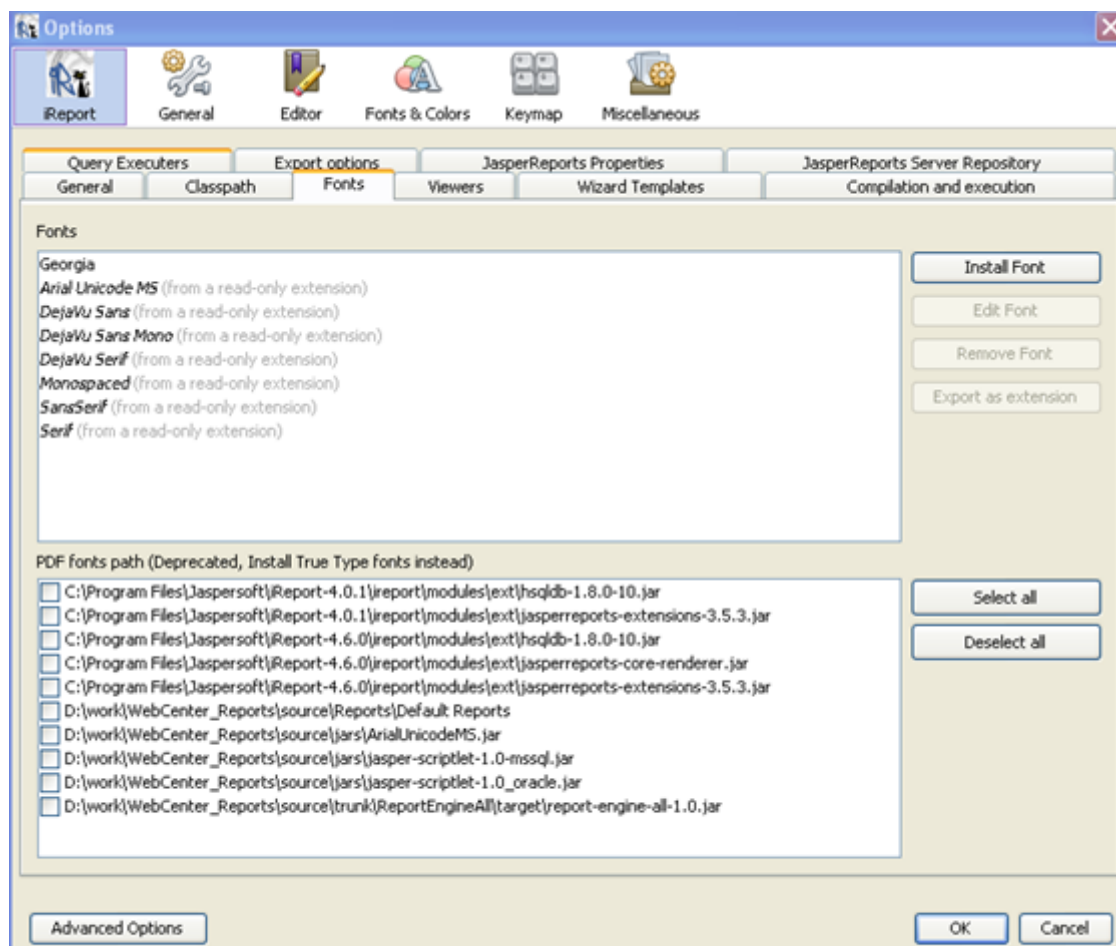 Options
iReport General Editor Fonts & Colors Keymap Miscellaneous
Query Executers Export options JasperReports Properties JasperReports Server Repository
General Classpath Fonts Viewers Wizard Templates Compilation and execution
Fonts
Georgia
Arial Unicode MS (from a read-only extension)
DejaVu Sans (from a read-only extension)
DejaVu Sans Mono (from a read-only extension)
DejaVu Serif (from a read-only extension)
Monospaced (from a read-only extension)
SansSerif (from a read-only extension)
Serif (from a read-only extension)
Install Font
Edit Font
Remove Font
Export as extension
PDF fonts path (Deprecated, Install True Type fonts instead)
C:\Program Files\Jaspersoft\iReport-4.0.1\ireport\modules\ext\hsqldb-1.8.0-10.jar
C:\Program Files\Jaspersoft\iReport-4.0.1\ireport\modules\ext\jasperreports-extensions-3.5.3.jar
C:\Program Files\Jaspersoft\iReport-4.6.0\ireport\modules\ext\hsqldb-1.8.0-10.jar
C:\Program Files\Jaspersoft\iReport-4.6.0\ireport\modules\ext\jasperreports-core-renderer.jar
C:\Program Files\Jaspersoft\iReport-4.6.0\ireport\modules\ext\jasperreports-extensions-3.5.3.jar
D:\work\WebCenter_Reports\source\Reports\Default Reports
D:\work\WebCenter_Reports\source\jars\ArialUnicodeMS.jar
D:\work\WebCenter_Reports\source\jars\jasper-scriptlet-1.0-mssql.jar
D:\work\WebCenter_Reports\source\jars\jasper-scriptlet-1.0_oracle.jar
D:\work\WebCenter_Reports\source\trunk\ReportEngineAll\target\report-engine-all-1.0.jar
Select all
Deselect all
Advanced Options OK Cancel